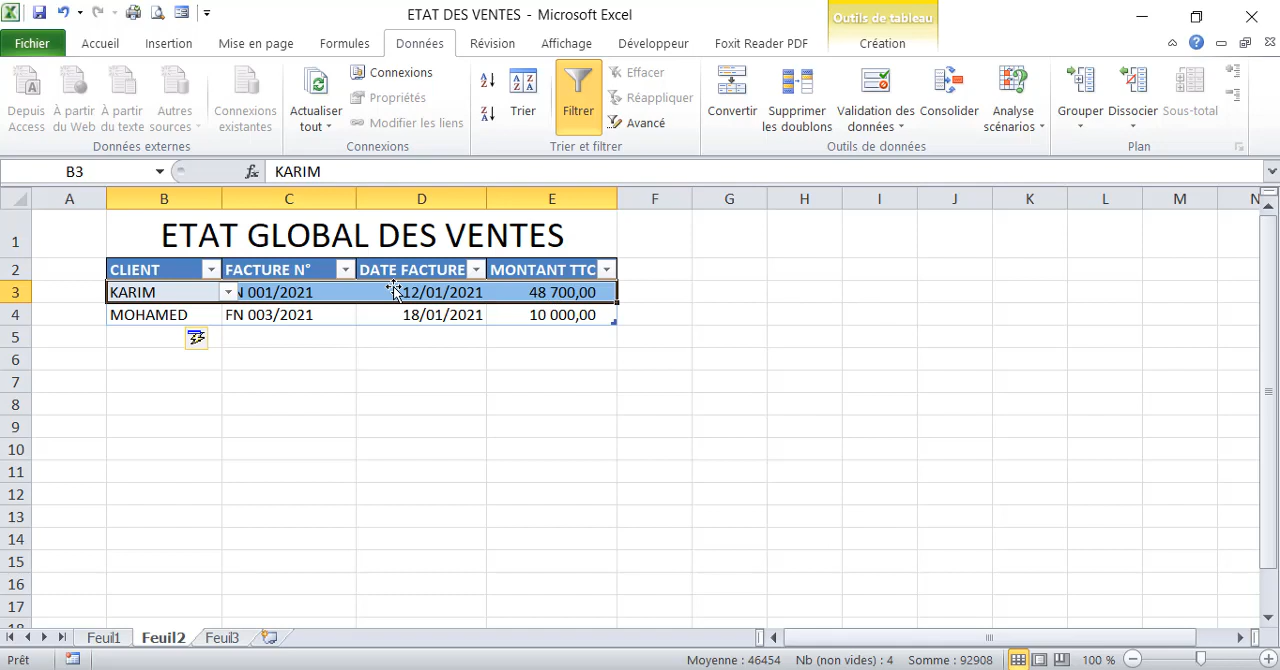 ETAT DES VENTES - Microsoft Excel
Outils de tableau
Fichier Accueil Insertion Mise en page Formules Données Révision Affichage Développeur Foxit Reader PDF Création
Depuis Access
À partir du Web
À partir du texte
Autres sources
Connexions existantes
Données externes
Actualiser tout
Connexions
Propriétés
Modifier les liens
Connexions
Trier
Filtrer
Effacer
Réappliquer
Avancé
Trier et filtrer
Convertir
Supprimer les doublons
Validation des données
Consolider
Analyse scénarios
Outils de données
Grouper
Dissocier
Sous-total
Plan
B3 fx KARIM
A B C D E F G H I J K L M N
1 ETAT GLOBAL DES VENTES
2 CLIENT FACTURE N° DATE FACTURE MONTANT TTC
3 KARIM N 001/2021 12/01/2021 48 700,00
4 MOHAMED FN 003/2021 18/01/2021 10 000,00
5
6
7
8
9
10
11
12
13
14
15
16
17
18
Feuil1 Feuil2 Feuil3
Prêt Moyenne : 46454 Nb (non vides) : 4 Somme : 92908 100 %